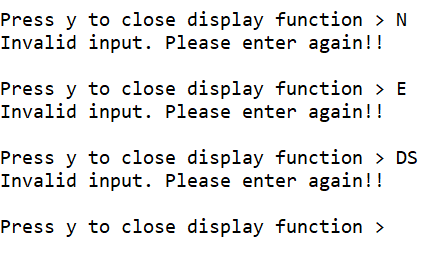 Press y to close display function > N
Invalid input. Please enter again!!
Press y to close display function > E
Invalid input. Please enter again!!
Press y to close display function > DS
Invalid input. Please enter again!!
Press y to close display function >